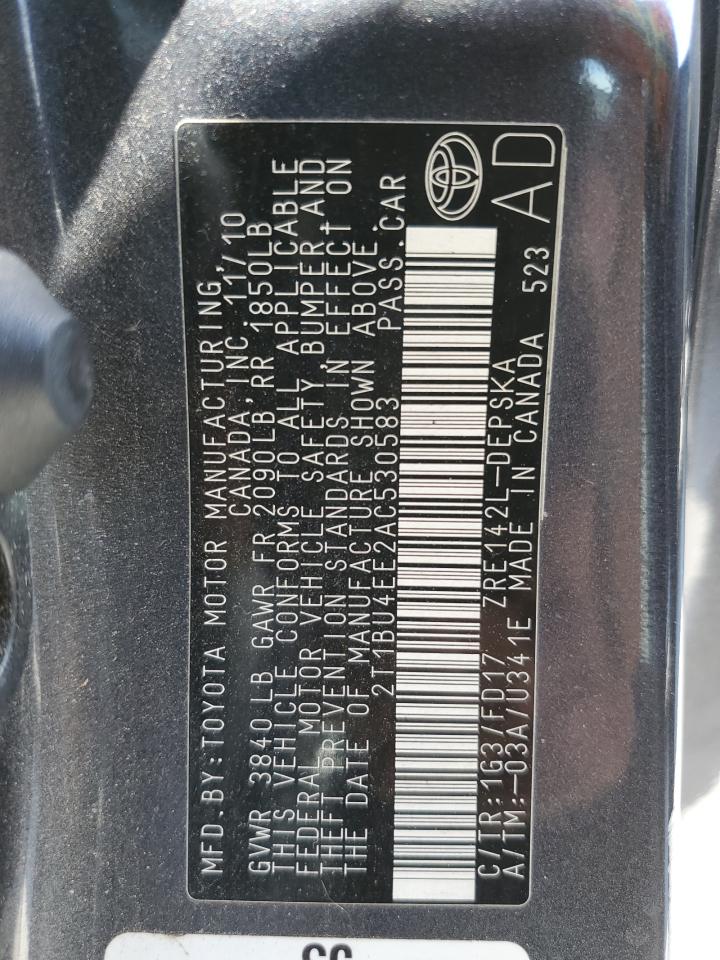 MFD.BY:TOYOTA MOTOR MANUFACTURING,
CANADA,INC. 11/10
GVWR 3840LB GAWR FR 2090LB,RR 1850LB
THIS VEHICLE CONFORMS TO ALL APPLICABLE
FEDERAL MOTOR VEHICLE SAFETY,BUMPER AND
THEFT PREVENTION STANDARDS IN EFFECT ON
THE DATE OF MANUFACTURE SHOWN ABOVE.
2T1BU4EE2AC530583 PASS.CAR
C/TR:1G3/FD17 ZRE142L-DEPSKA
A/TM:-03A/U341E MADE IN CANADA 523
AD